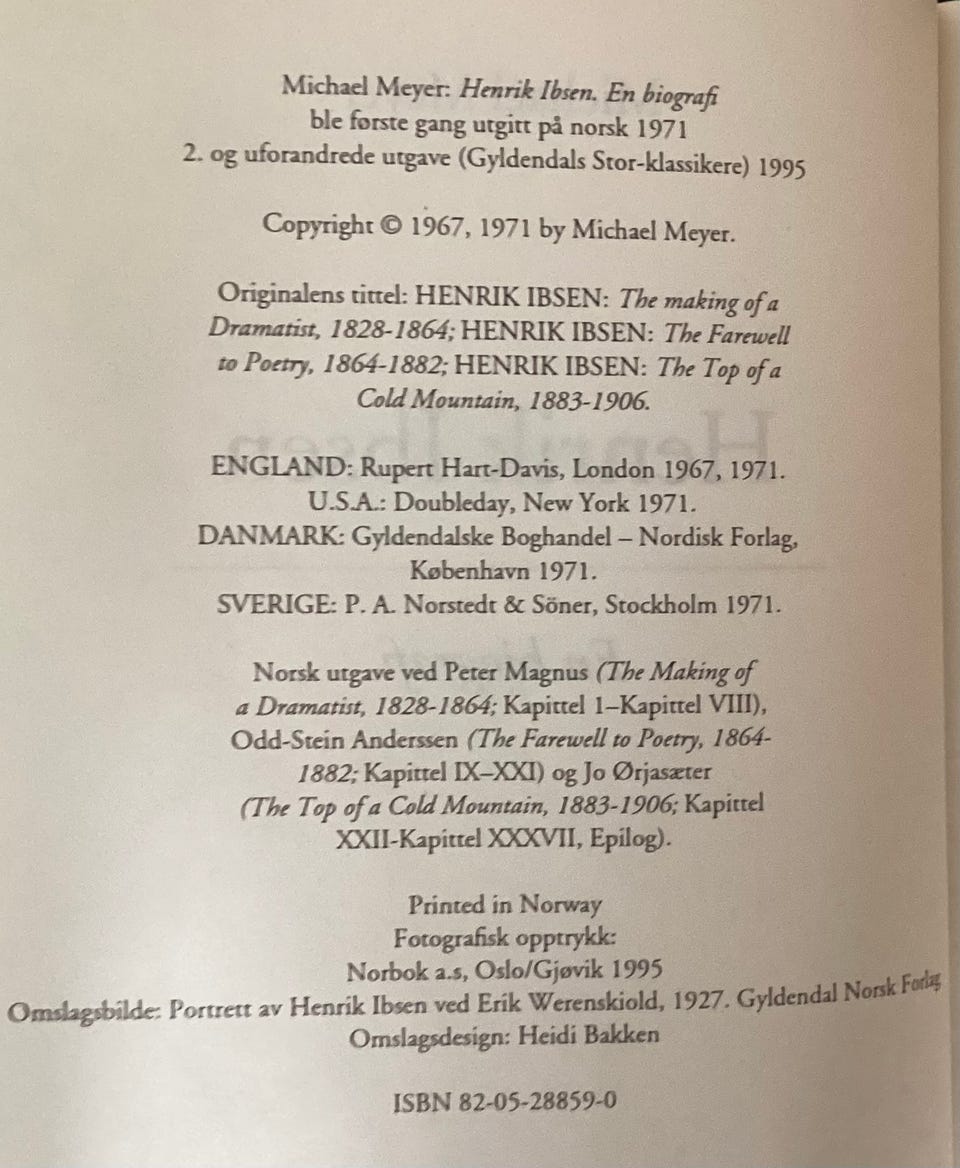 Michael Meyer: Henrik Ibsen. En biografi
ble første gang utgitt på norsk 1971
2. og uforandrede utgave (Gyldendals Stor-klassikere) 1995
Copyright © 1967, 1971 by Michael Meyer.
Originalens tittel: HENRIK IBSEN: The making of a
Dramatist, 1828-1864; HENRIK IBSEN: The Farewell
to Poetry, 1864-1882; HENRIK IBSEN: The Top of a
Cold Mountain, 1883-1906.
ENGLAND: Rupert Hart-Davis, London 1967, 1971.
U.S.A.: Doubleday, New York 1971.
DANMARK: Gyldendalske Boghandel – Nordisk Forlag,
København 1971.
SVERIGE: P. A. Norstedt & Söner, Stockholm 1971.
Norsk utgave ved Peter Magnus (The Making of
a Dramatist, 1828-1864; Kapittel 1–Kapittel VIII),
Odd-Stein Anderssen (The Farewell to Poetry, 1864-
1882; Kapittel IX–XXI) og Jo Ørjasæter
(The Top of a Cold Mountain, 1883-1906; Kapittel
XXII-Kapittel XXXVII, Epilog).
Printed in Norway
Fotografisk opptrykk:
Norbok a.s, Oslo/Gjøvik 1995
Omslagsbilde: Portrett av Henrik Ibsen ved Erik Werenskiold, 1927. Gyldendal Norsk Forlag
Omslagsdesign: Heidi Bakken
ISBN 82-05-28859-0